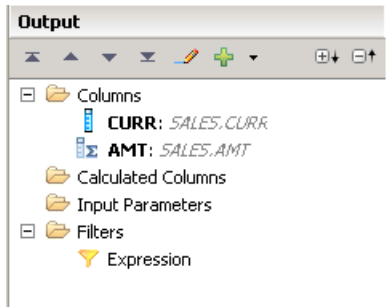 Output
Columns
CURR: SALES.CURR
AMT: SALES.AMT
Calculated Columns
Input Parameters
Filters
Expression